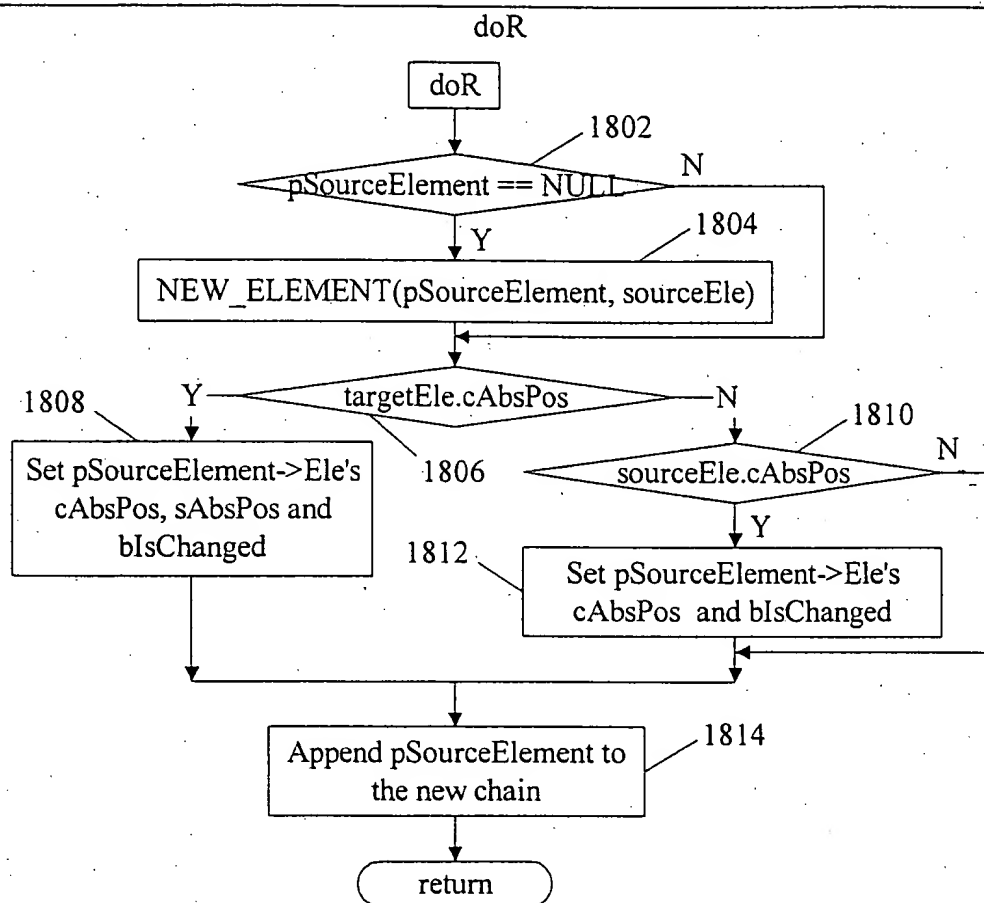 doR
doR
1802
pSourceElement == NULL
N
Y
1804
NEW_ELEMENT(pSourceElement, sourceEle)
Y
targetEle.cAbsPos
N
1808
1806
1810
Set pSourceElement->Ele's
cAbsPos, sAbsPos and
bIsChanged
sourceEle.cAbsPos
N
Y
1812
Set pSourceElement->Ele's
cAbsPos and bIsChanged
1814
Append pSourceElement to
the new chain
return